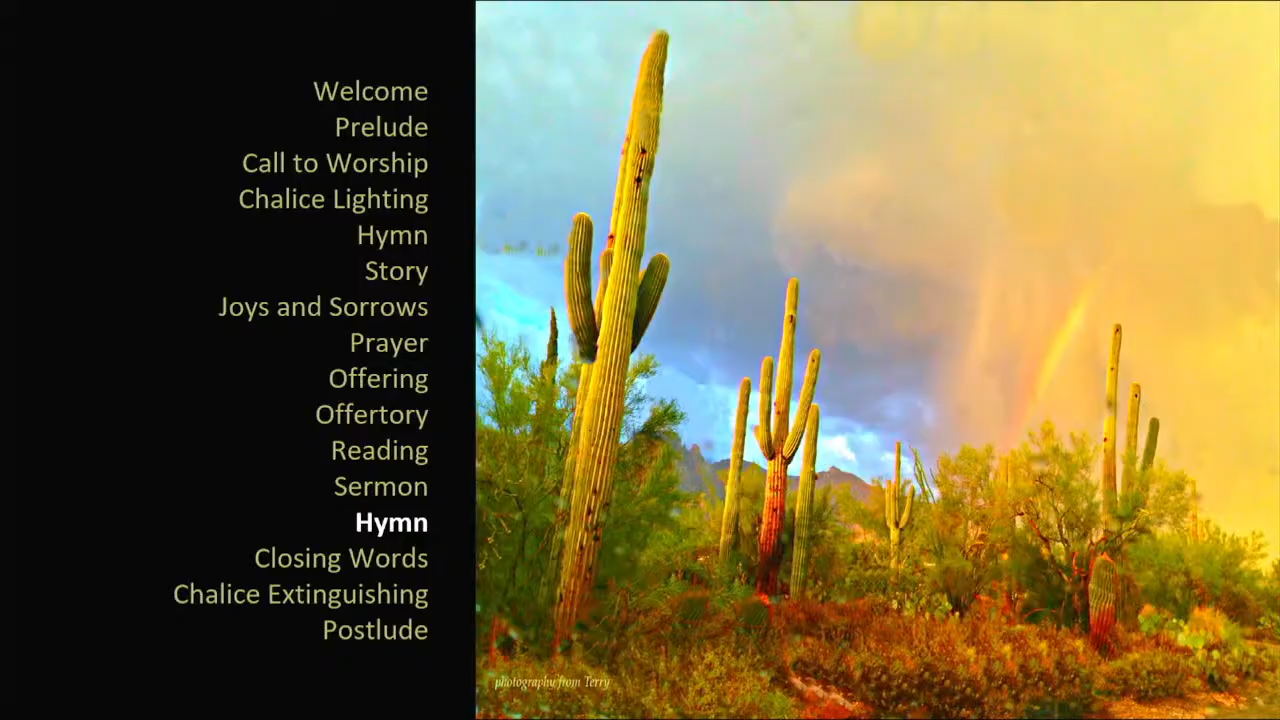 Welcome
Prelude
Call to Worship
Chalice Lighting
Hymn
Story
Joys and Sorrows
Prayer
Offering
Offertory
Reading
Sermon
Hymn
Closing Words
Chalice Extinguishing
Postlude
photography from Terry